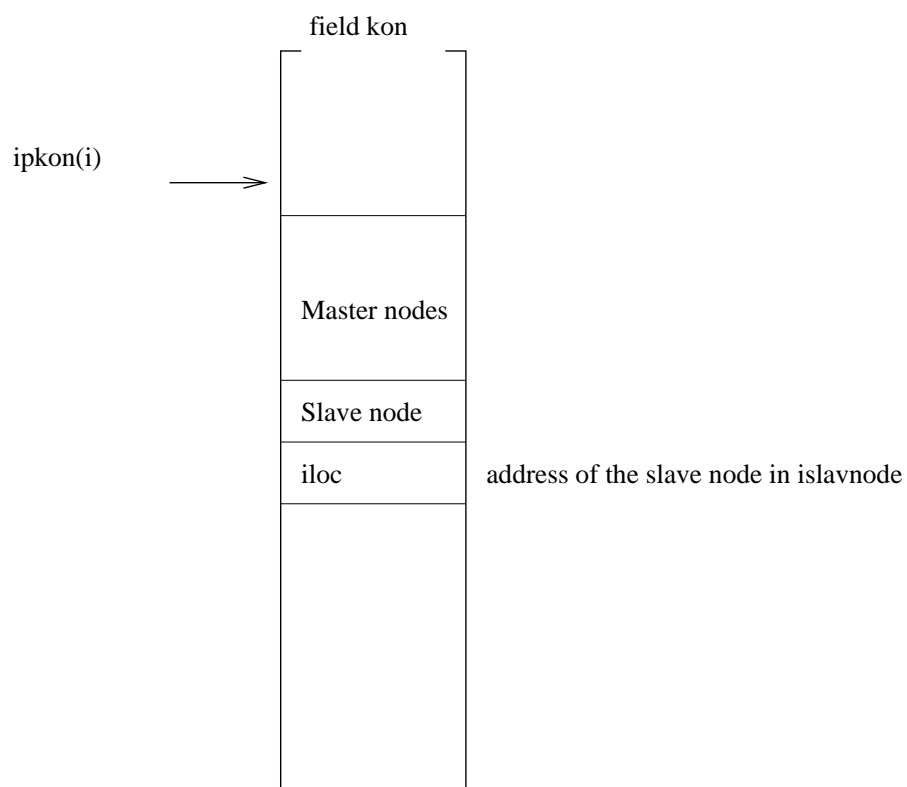 field kon
ipkon(i)
Master nodes
Slave node
iloc
address of the slave node in islavnode